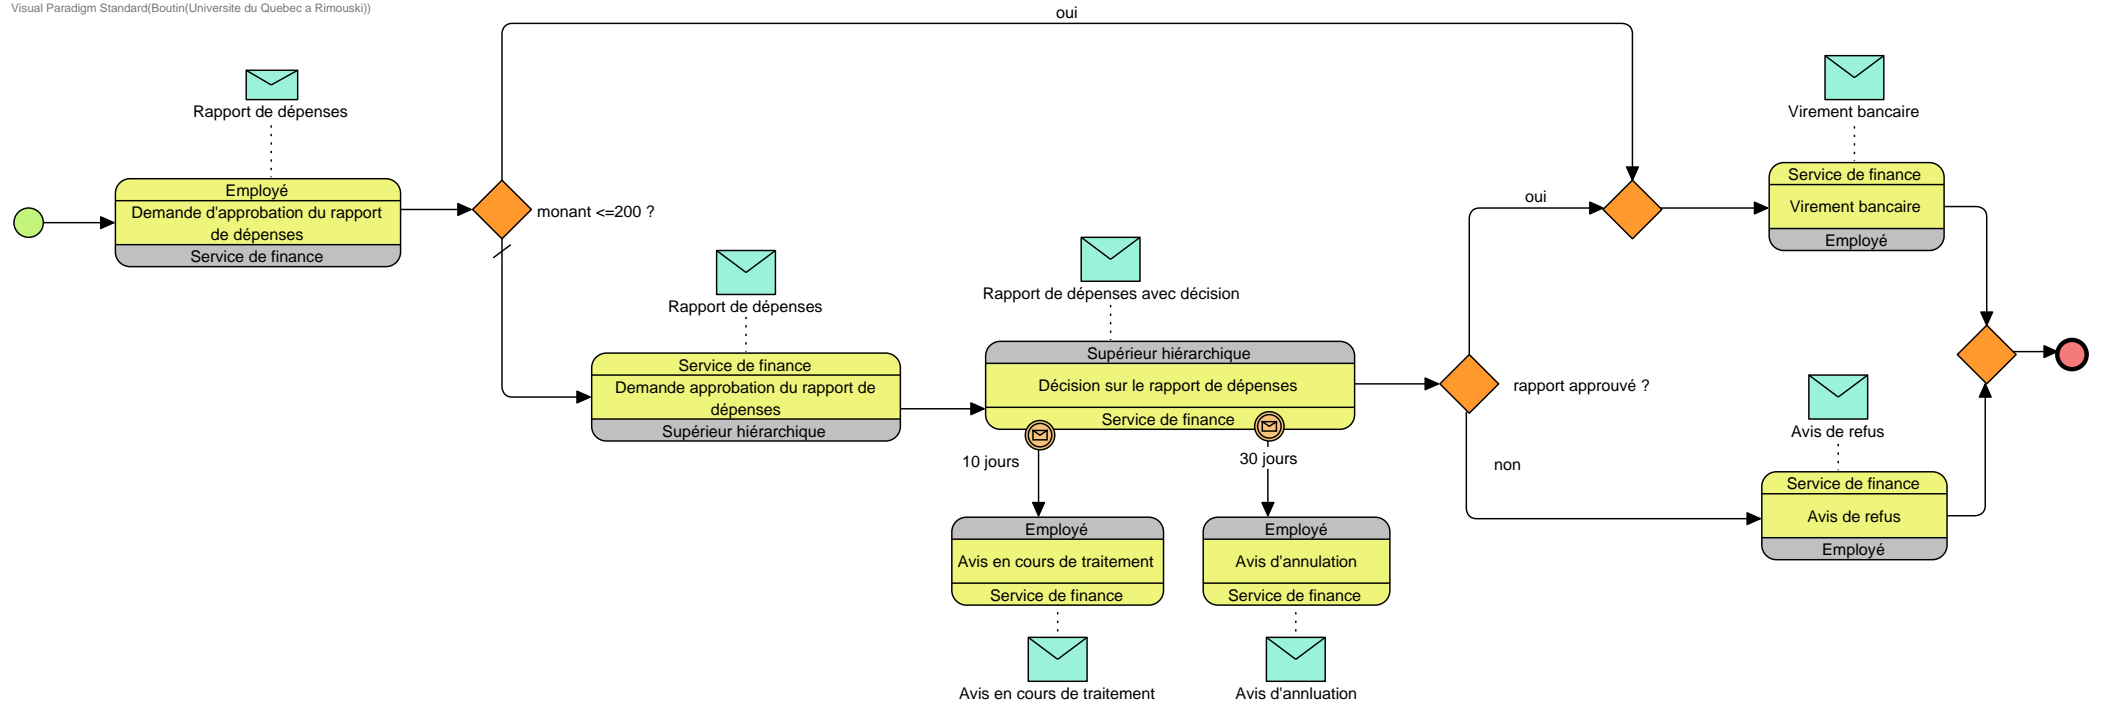 Visual Paradigm Standard(Boutin(Universite du Quebec a Rimouski))
oui
Rapport de dépenses
Virement bancaire
Employé
Demande d'approbation du rapport
de dépenses
Service de finance
monant <=200 ?
Rapport de dépenses
Service de finance
Demande approbation du rapport de
dépenses
Supérieur hiérarchique
Rapport de dépenses avec décision
Supérieur hiérarchique
Décision sur le rapport de dépenses
Service de finance
10 jours
30 jours
Employé
Avis en cours de traitement
Service de finance
Avis en cours de traitement
Employé
Avis d'annulation
Service de finance
Avis d'annluation
rapport approuvé ?
oui
non
Service de finance
Virement bancaire
Employé
Avis de refus
Service de finance
Avis de refus
Employé